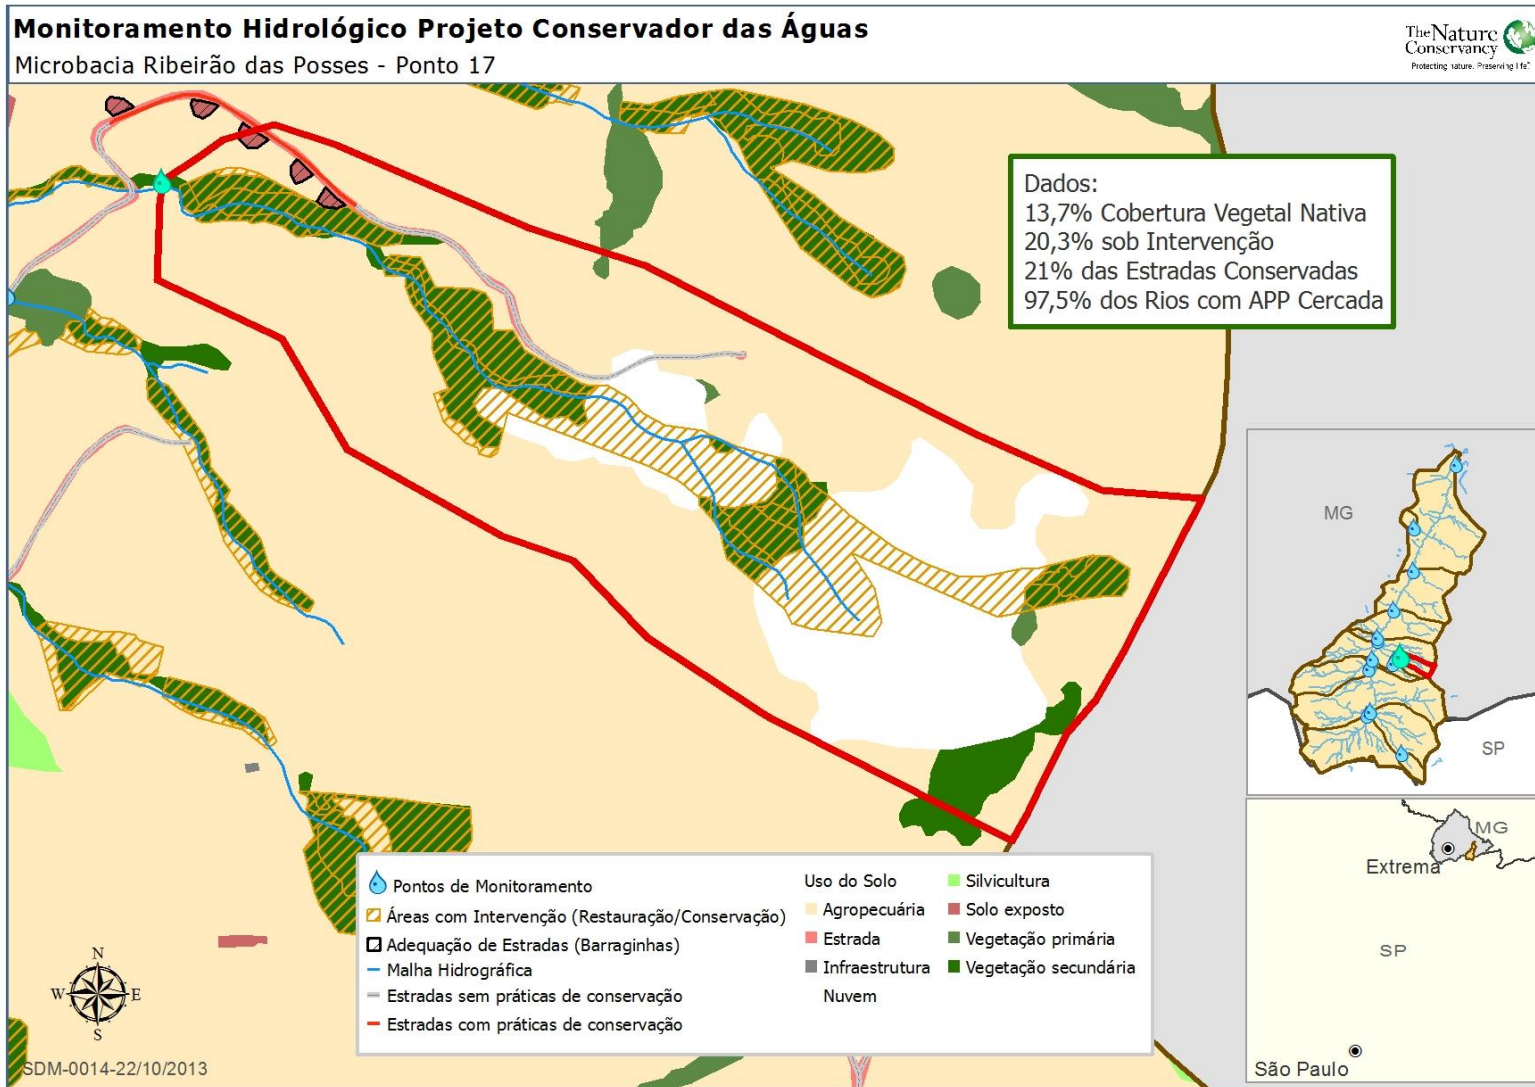 Monitoramento Hidrológico Projeto Conservador das Águas
Microbacia Ribeirão das Posses - Ponto 17
The Nature
Conservancy
Protecting nature. Preserving life.
Dados:
13,7% Cobertura Vegetal Nativa
20,3% sob Intervenção
21% das Estradas Conservadas
97,5% dos Rios com APP Cercada
MG
SP
MG
Extrema
SP
São Paulo
Pontos de Monitoramento
Áreas com Intervenção (Restauração/Conservação)
Adequação de Estradas (Barraginhas)
Malha Hidrográfica
Estradas sem práticas de conservação
Estradas com práticas de conservação
Uso do Solo
Agropecuária
Estrada
Infraestrutura
Nuvem
Silvicultura
Solo exposto
Vegetação primária
Vegetação secundária
N
W
E
S
SDM-0014-22/10/2013